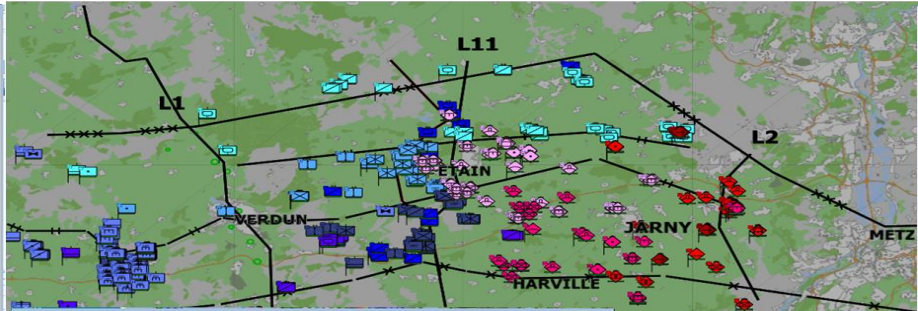 L11
L1
L2
ETAIN
VERDUN
JARNY
METZ
HARVILLE